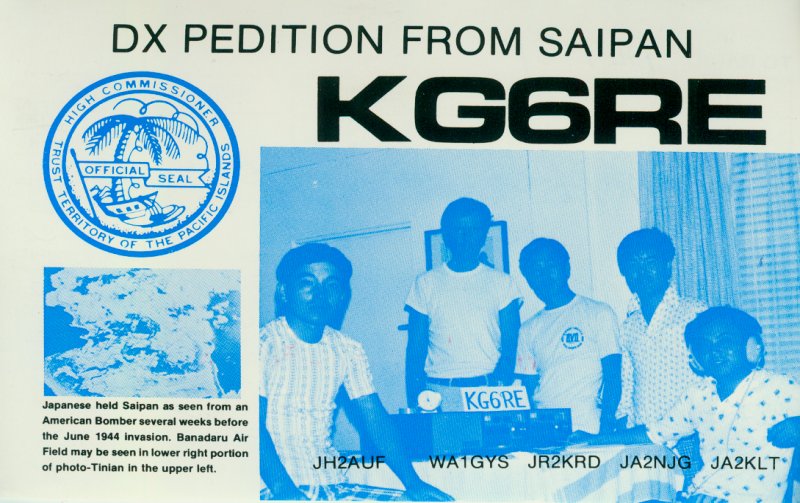 DX PEDITION FROM SAIPAN
KG6RE
HIGH COMMISSIONER
TRUST TERRITORY OF THE PACIFIC ISLANDS
OFFICIAL SEAL
Japanese held Saipan as seen from an
American Bomber several weeks before
the June 1944 invasion. Banadaru Air
Field may be seen in lower right portion
of photo-Tinian in the upper left.
KG6RE
JH2AUF WA1GYS JR2KRD JA2NJG JA2KLT